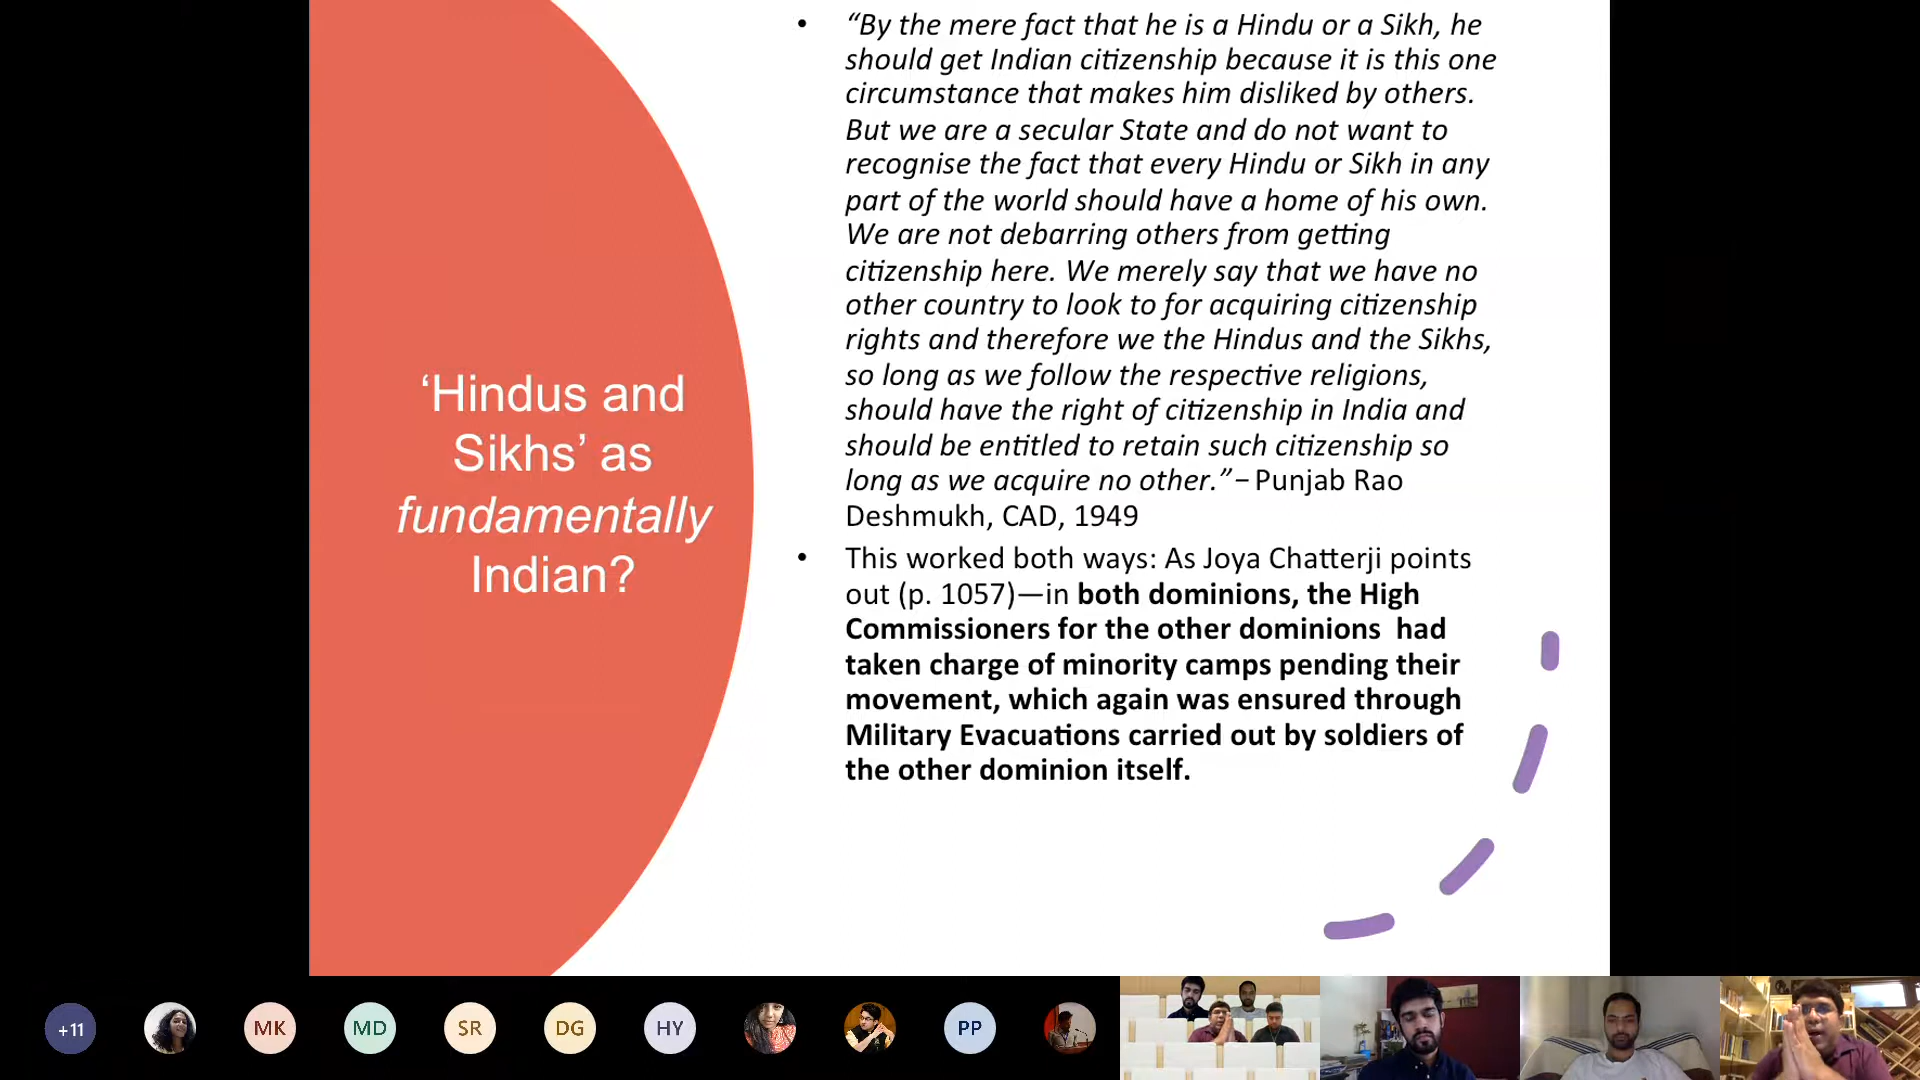 ‘Hindus and
Sikhs’ as
fundamentally
Indian?
• “By the mere fact that he is a Hindu or a Sikh, he
should get Indian citizenship because it is this one
circumstance that makes him disliked by others.
But we are a secular State and do not want to
recognise the fact that every Hindu or Sikh in any
part of the world should have a home of his own.
We are not debarring others from getting
citizenship here. We merely say that we have no
other country to look to for acquiring citizenship
rights and therefore we the Hindus and the Sikhs,
so long as we follow the respective religions,
should have the right of citizenship in India and
should be entitled to retain such citizenship so
long as we acquire no other.” – Punjab Rao
Deshmukh, CAD, 1949
• This worked both ways: As Joya Chatterji points
out (p. 1057)—in both dominions, the High
Commissioners for the other dominions had
taken charge of minority camps pending their
movement, which again was ensured through
Military Evacuations carried out by soldiers of
the other dominion itself.
+11
MK
MD
SR
DG
HY
PP